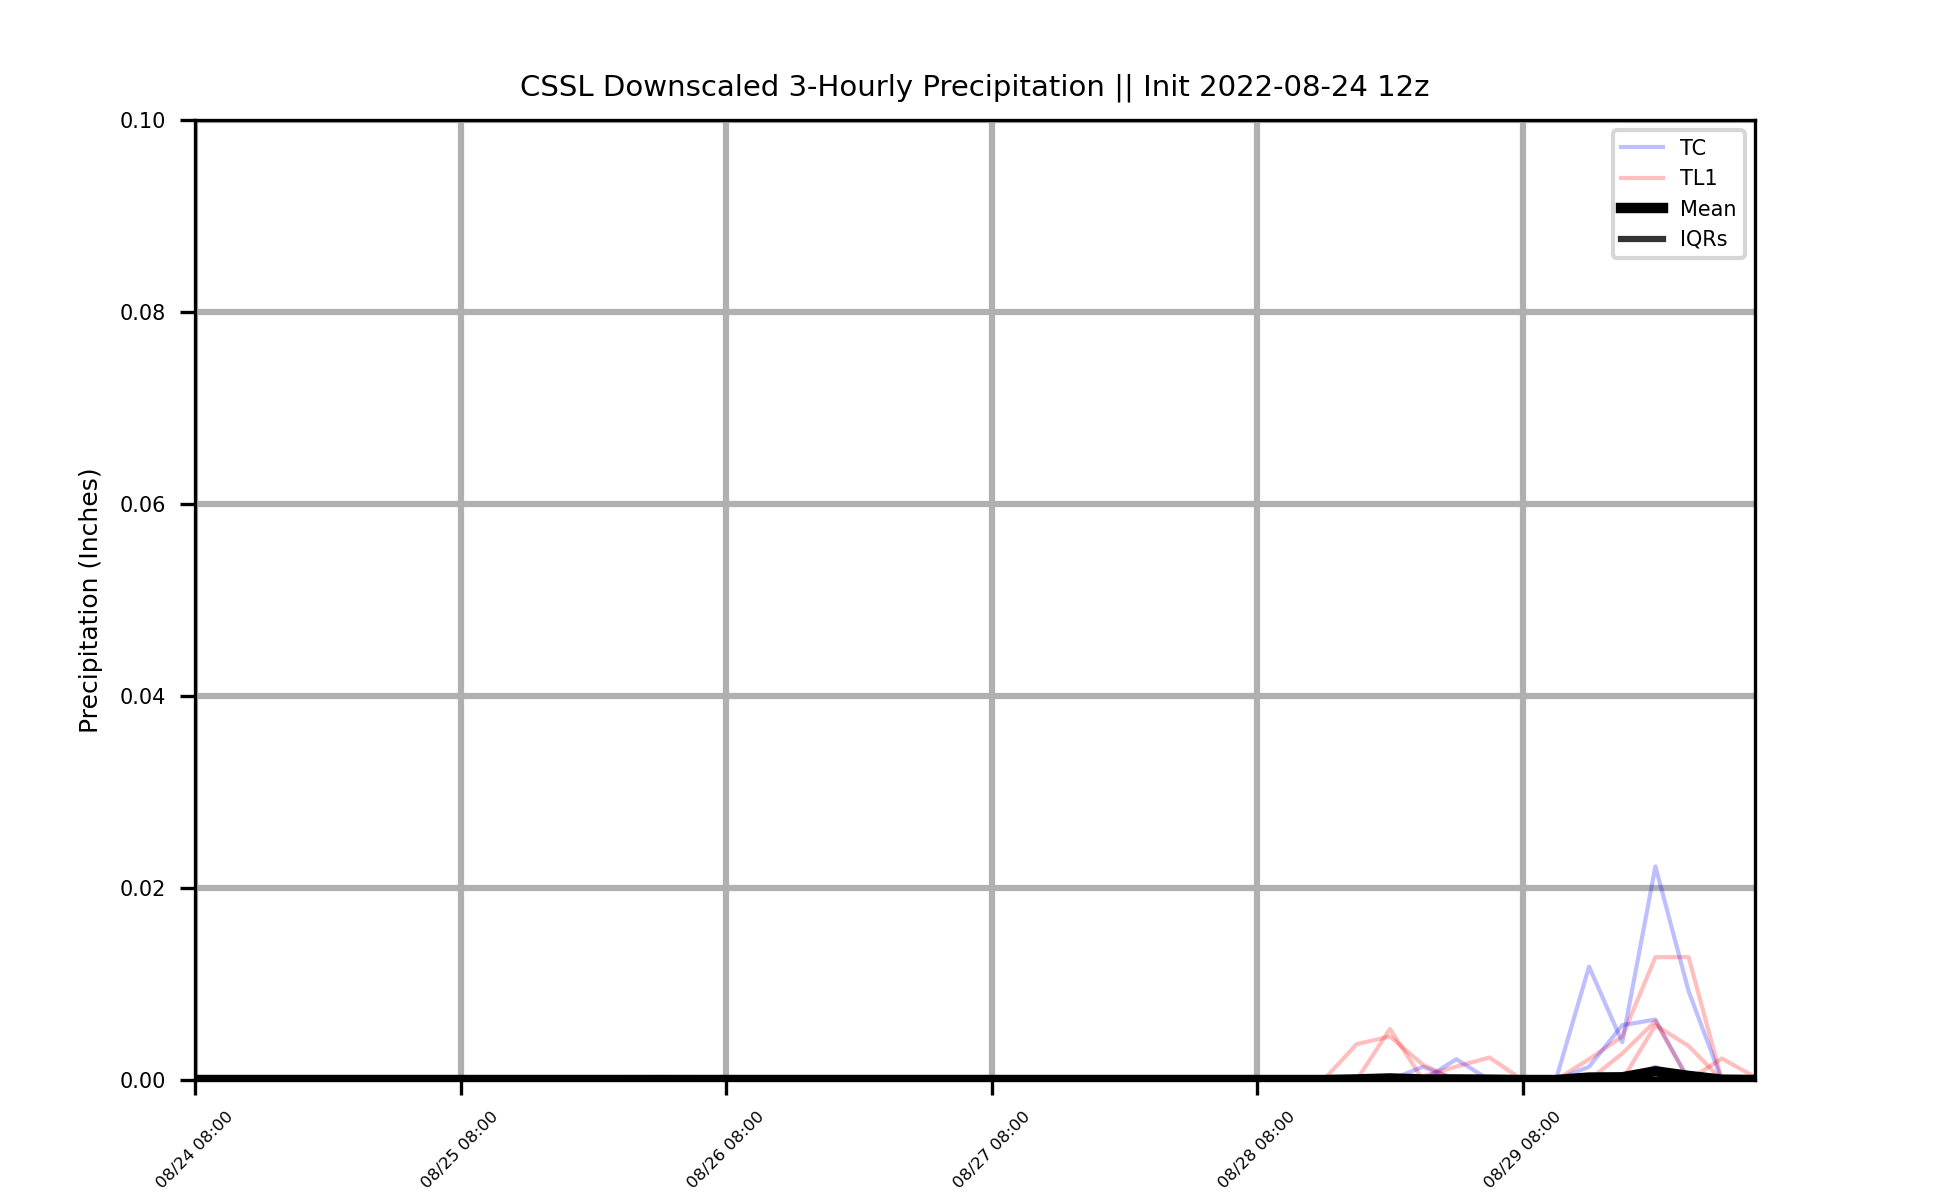 CSSL Downscaled 3-Hourly Precipitation || Init 2022-08-24 12z
TC
TL1
Mean
IQRs
Precipitation (Inches)
0.10
0.08
0.06
0.04
0.02
0.00
08/24 08:00
08/25 08:00
08/26 08:00
08/27 08:00
08/28 08:00
08/29 08:00